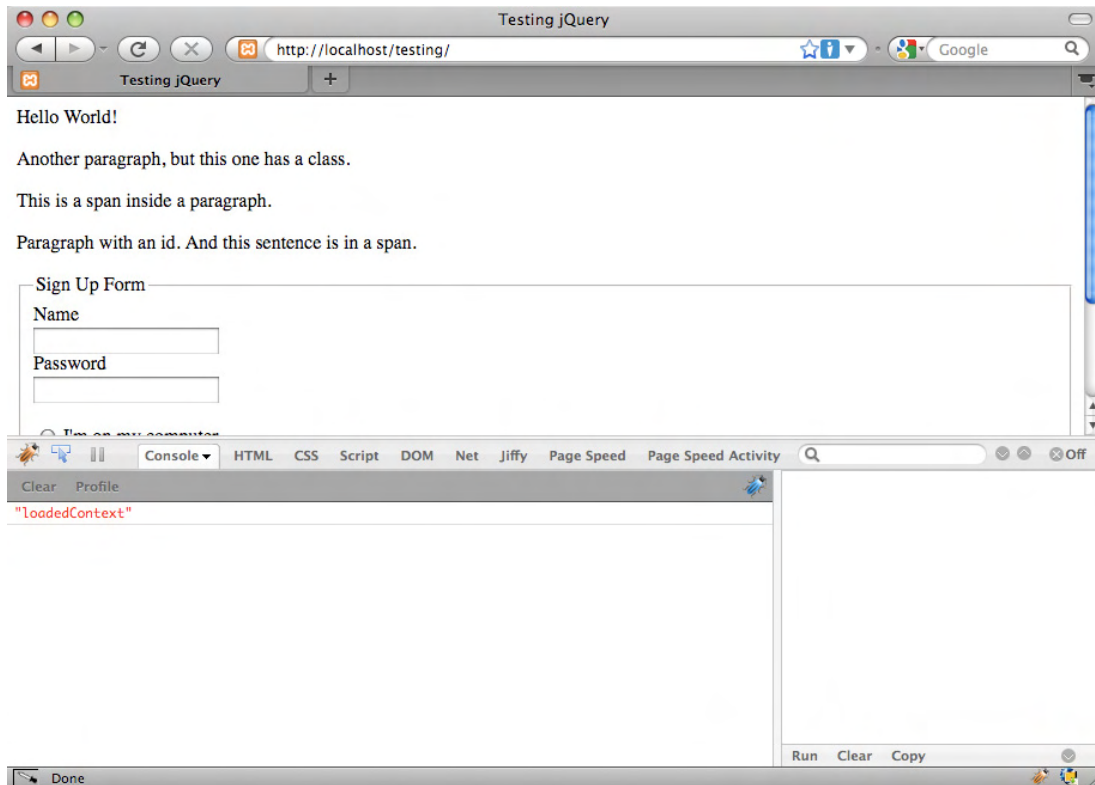 Testing jQuery
http://localhost/testing/
Google
Testing jQuery
+
Hello World!
Another paragraph, but this one has a class.
This is a span inside a paragraph.
Paragraph with an id. And this sentence is in a span.
Sign Up Form
Name
Password
I'm on my computer
Console HTML CSS Script DOM Net Jiffy Page Speed Page Speed Activity Off
Clear Profile
"loadedContext"
Run Clear Copy
Done